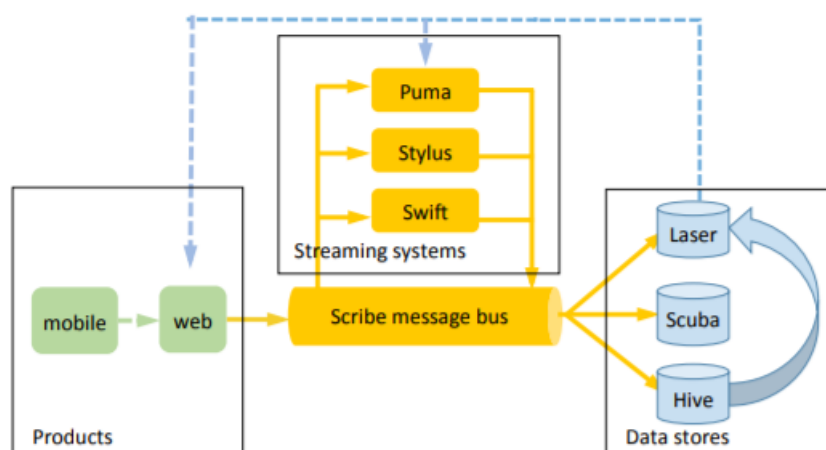 Puma
Stylus
Swift
Streaming systems
mobile
web
Products
Scribe message bus
Laser
Scuba
Hive
Data stores